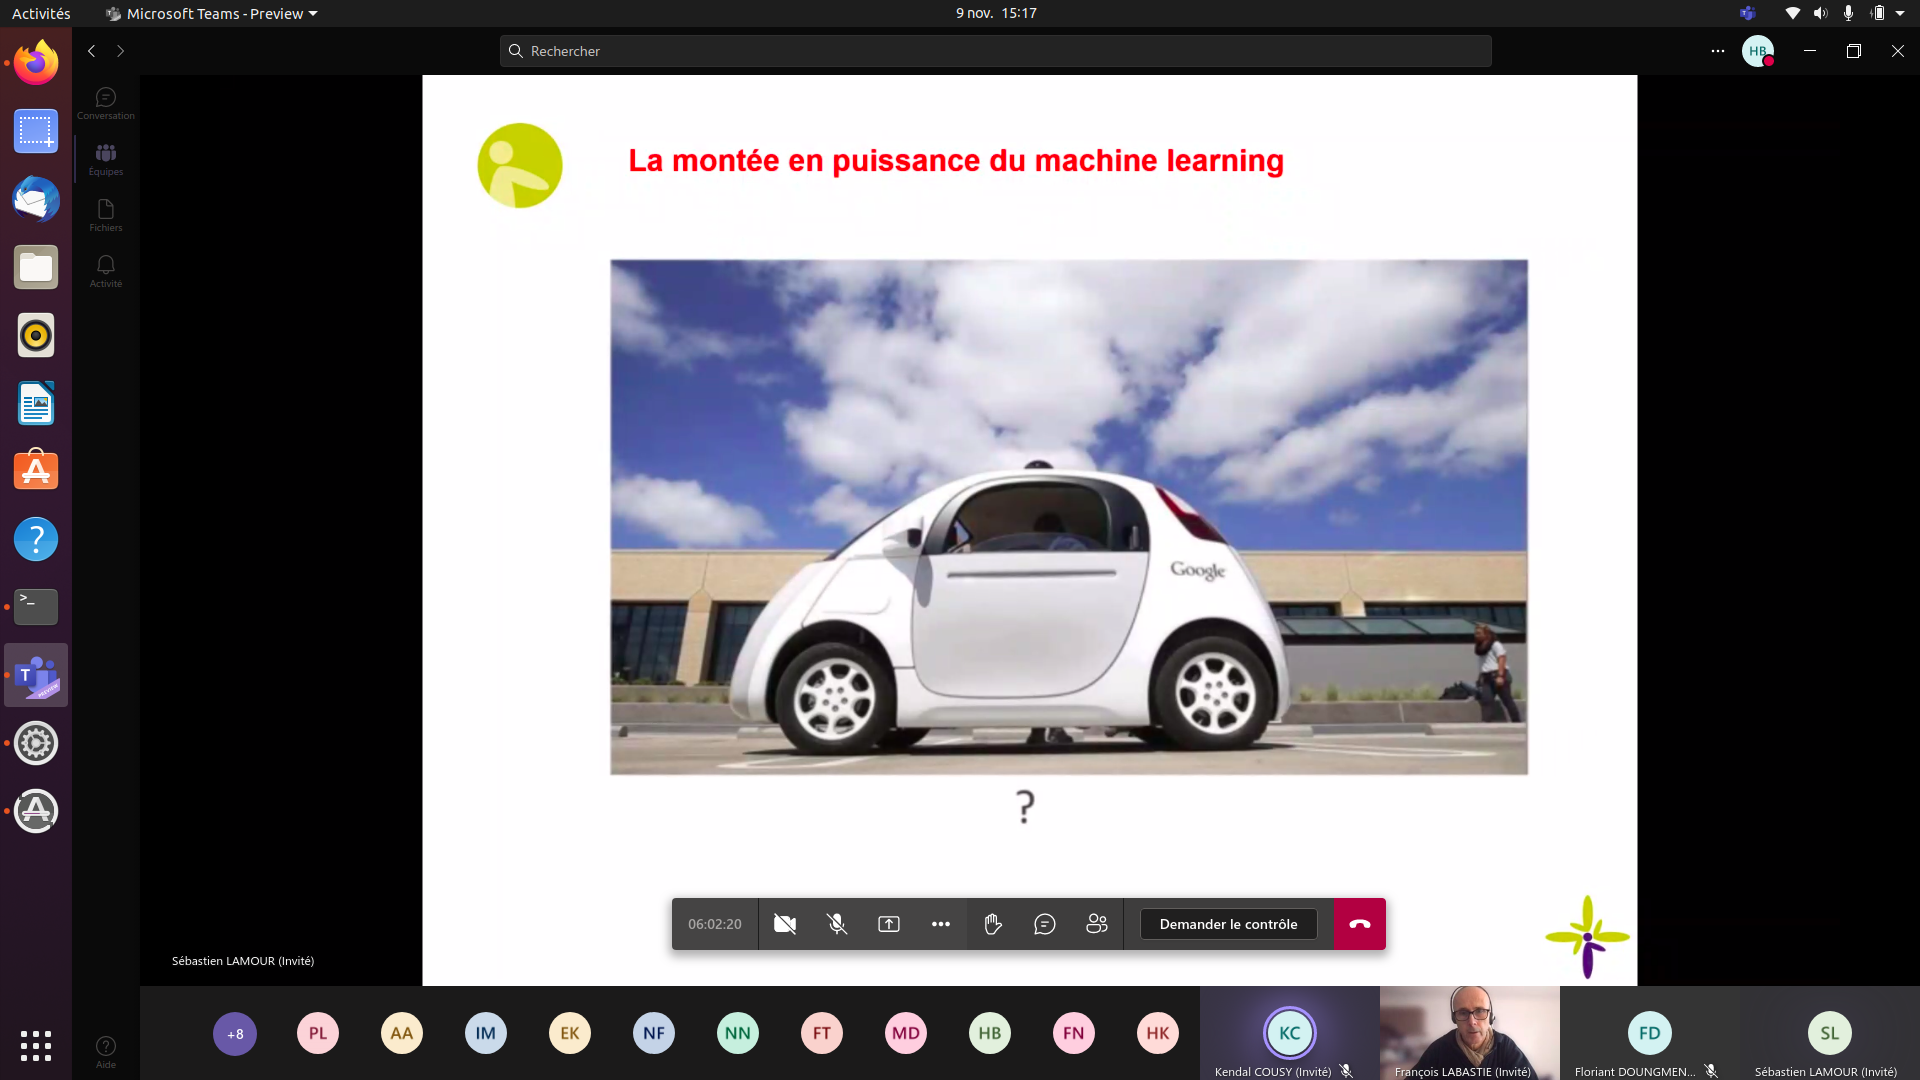 Activités
Microsoft Teams - Preview
9 nov. 15:17
Rechercher
HB
Conversation
Équipes
Fichiers
Activité
La montée en puissance du machine learning
Google
?
06:02:20
Demander le contrôle
Sébastien LAMOUR (Invité)
Aide
+8
PL
AA
IM
EK
NF
NN
FT
MD
HB
FN
HK
KC
Kendal COUSY (Invité)
François LABASTIE (Invité)
FD
Floriant DOUNGMEN...
SL
Sébastien LAMOUR (Invité)